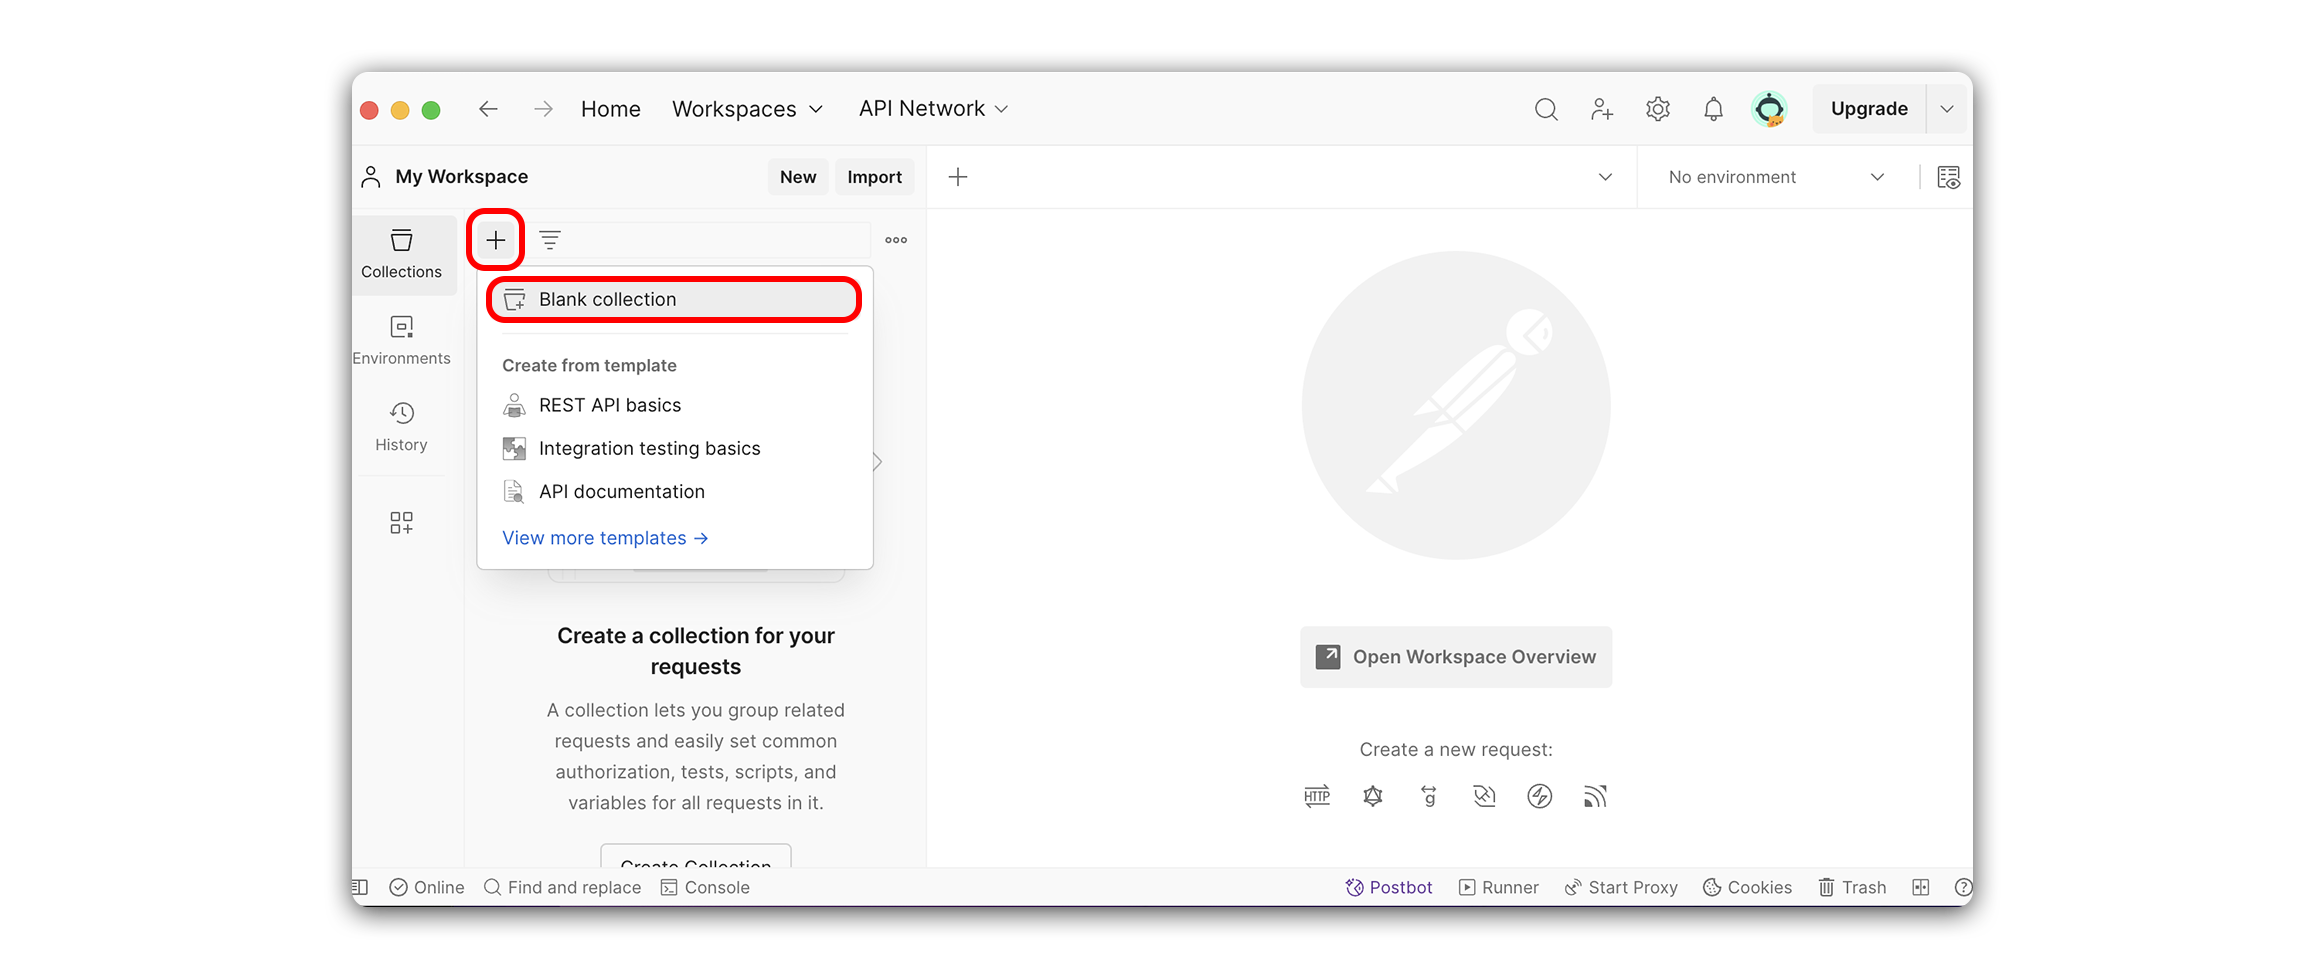 Home Workspaces API Network Upgrade
My Workspace New Import No environment
Collections
Blank collection
Environments
Create from template
REST API basics
History
Integration testing basics
API documentation
View more templates →
Create a collection for your
requests
A collection lets you group related
requests and easily set common
authorization, tests, scripts, and
variables for all requests in it.
Create Collection
Open Workspace Overview
Create a new request:
HTTP g
Online Find and replace Console Postbot Runner Start Proxy Cookies Trash